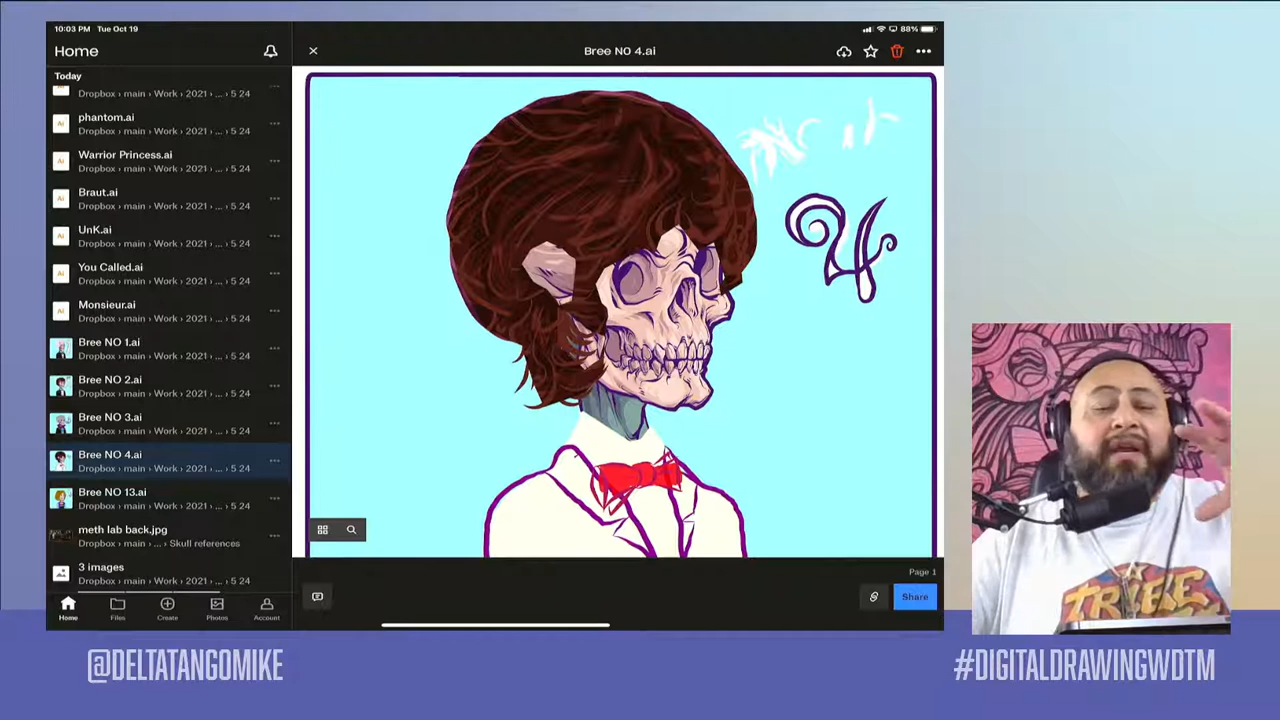 10:03 PM Tue Oct 19
88%
Home
Bree NO 4.ai
Today
Dropbox › main › Work › 2021 › ... › 5 24
phantom.ai
Dropbox › main › Work › 2021 › ... › 5 24
Warrior Princess.ai
Dropbox › main › Work › 2021 › ... › 5 24
Braut.ai
Dropbox › main › Work › 2021 › ... › 5 24
UnK.ai
Dropbox › main › Work › 2021 › ... › 5 24
You Called.ai
Dropbox › main › Work › 2021 › ... › 5 24
Monsieur.ai
Dropbox › main › Work › 2021 › ... › 5 24
Bree NO 1.ai
Dropbox › main › Work › 2021 › ... › 5 24
Bree NO 2.ai
Dropbox › main › Work › 2021 › ... › 5 24
Bree NO 3.ai
Dropbox › main › Work › 2021 › ... › 5 24
Bree NO 4.ai
Dropbox › main › Work › 2021 › ... › 5 24
Bree NO 13.ai
Dropbox › main › Work › 2021 › ... › 5 24
meth lab back.jpg
Dropbox › main › ... › Skull references
3 images
Dropbox › main › Work › 2021 › ... › 5 24
Home Files Create Photos Account
4
Page 1
Share
A
TRIBE
@DELTATANGOMIKE
#DIGITALDRAWINGWDTM